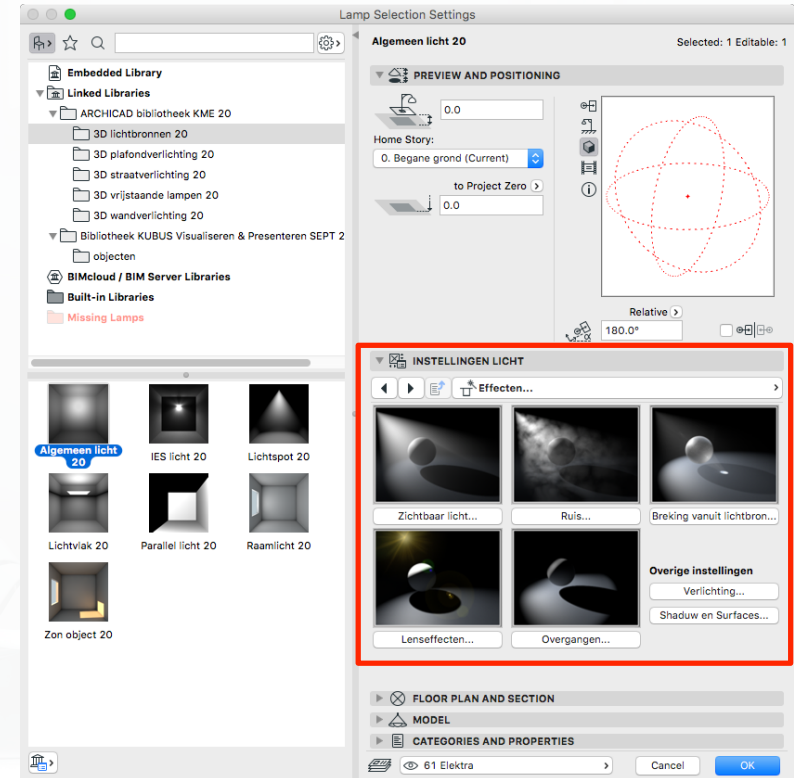 Lamp Selection Settings
Embedded Library
Linked Libraries
ARCHICAD bibliotheek KME 20
3D lichtbronnen 20
3D plafondverlichting 20
3D straatverlichting 20
3D vrijstaande lampen 20
3D wandverlichting 20
Bibliotheek KUBUS Visualiseren & Presenteren SEPT 2
objecten
BIMcloud / BIM Server Libraries
Built-in Libraries
Missing Lamps
Algemeen licht
20
IES licht 20
Lichtspot 20
Lichtvlak 20
Parallel licht 20
Raamlicht 20
Zon object 20
Algemeen licht 20
Selected: 1 Editable: 1
PREVIEW AND POSITIONING
0.0
Home Story:
0. Begane grond (Current)
to Project Zero
0.0
Relative
180.0°
INSTELLINGEN LICHT
Effecten...
Zichtbaar licht...
Ruis...
Breking vanuit lichtbron...
Lenseffecten...
Overgangen...
Overige instellingen
Verlichting...
Shaduw en Surfaces...
FLOOR PLAN AND SECTION
MODEL
CATEGORIES AND PROPERTIES
61 Elektra
Cancel
OK